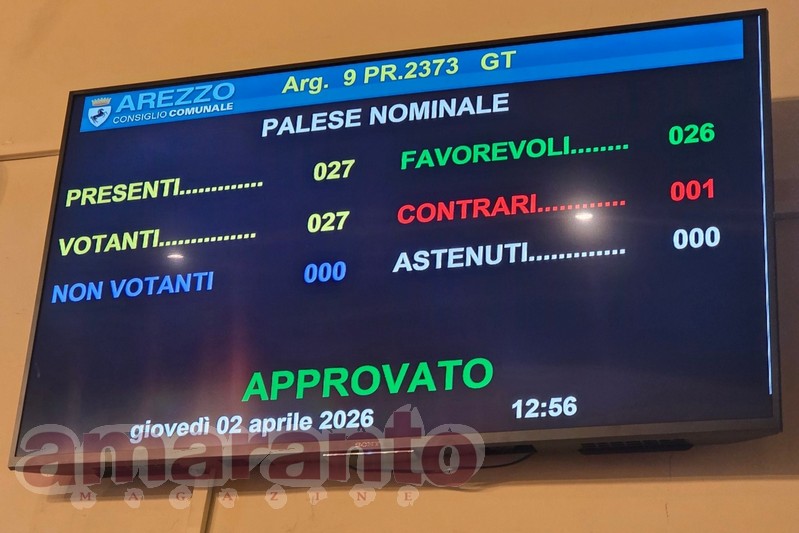 AREZZO
CONSIGLIO COMUNALE
Arg. 9 PR.2373 GT
PALESE NOMINALE
PRESENTI............. 027
VOTANTI............... 027
NON VOTANTI 000
FAVOREVOLI........ 026
CONTRARI............ 001
ASTENUTI............. 000
APPROVATO
giovedì 02 aprile 2026 12:56
amaranto
MAGAZINE